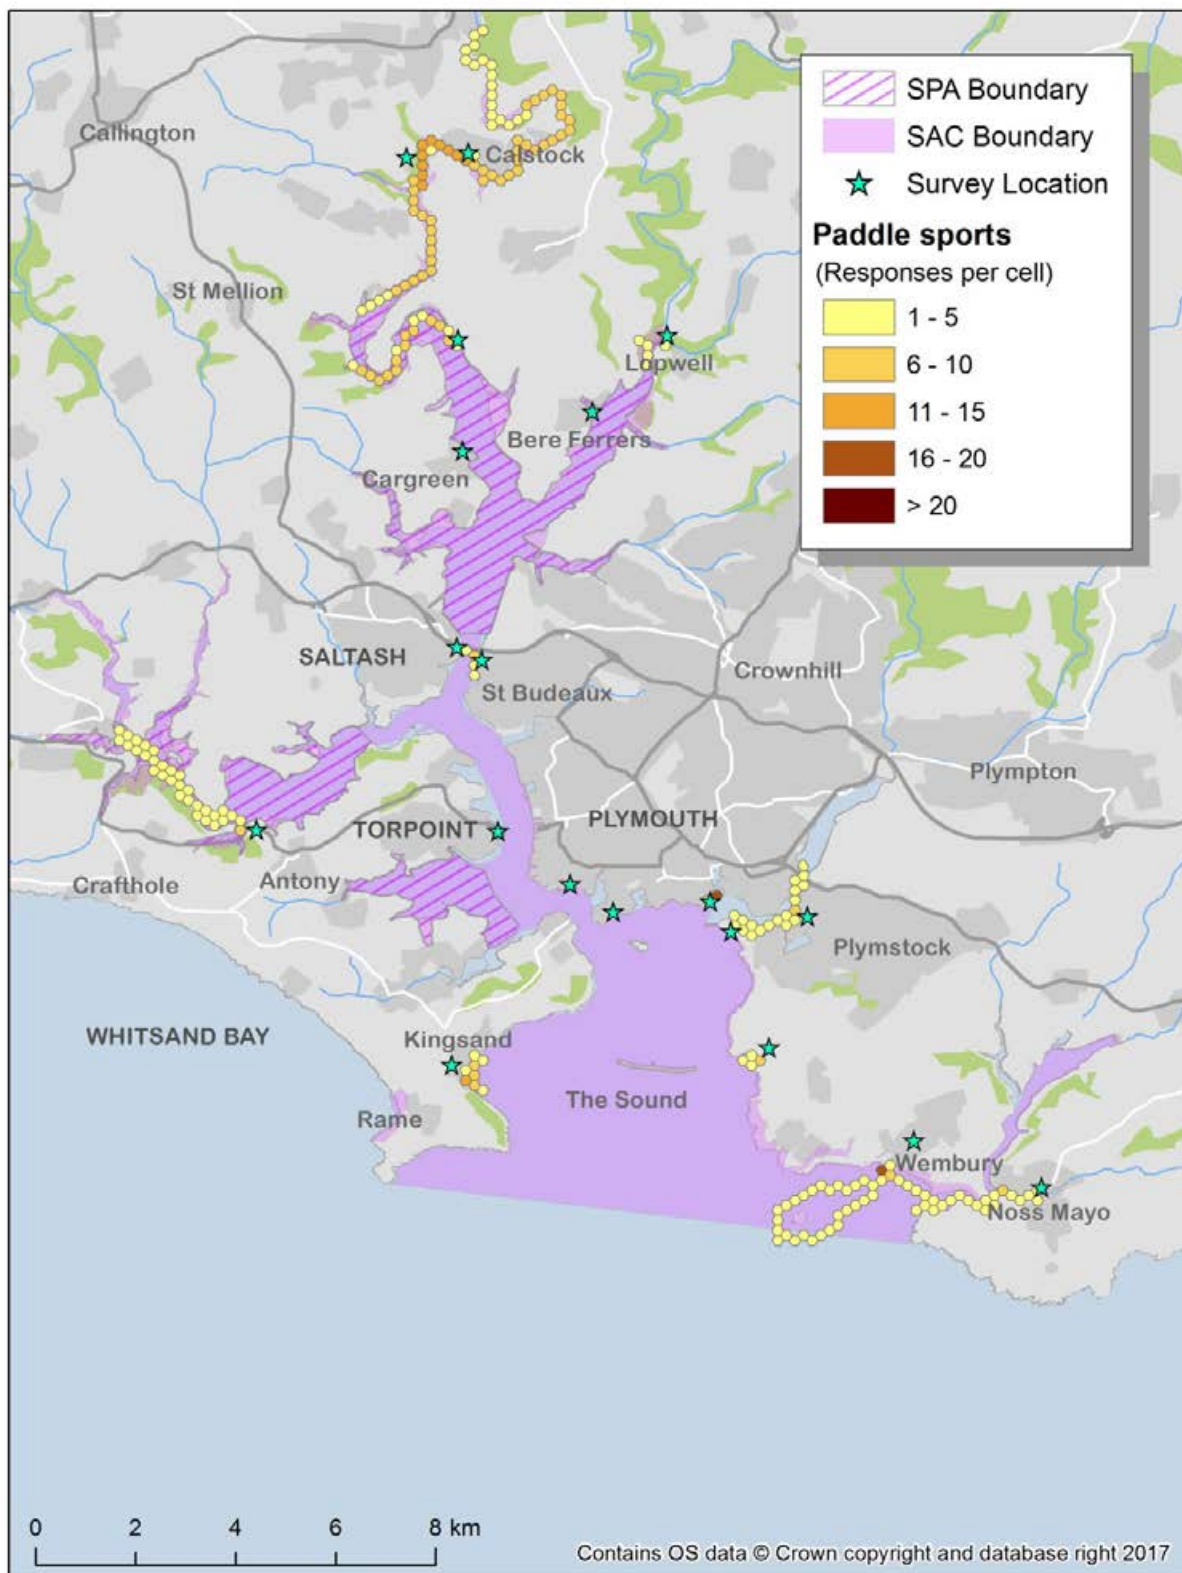 SPA Boundary
SAC Boundary
Survey Location
Paddle sports
(Responses per cell)
1 - 5
6 - 10
11 - 15
16 - 20
> 20
Callington
Calstock
St Mellion
Lopwell
Bere Ferrers
Cargreen
SALTASH
St Budeaux
Crownhill
Plympton
TORPOINT
PLYMOUTH
Crafthole
Antony
Plymstock
WHITSAND BAY
Kingsand
The Sound
Rame
Wembury
Noss Mayo
0 2 4 6 8 km
Contains OS data © Crown copyright and database right 2017